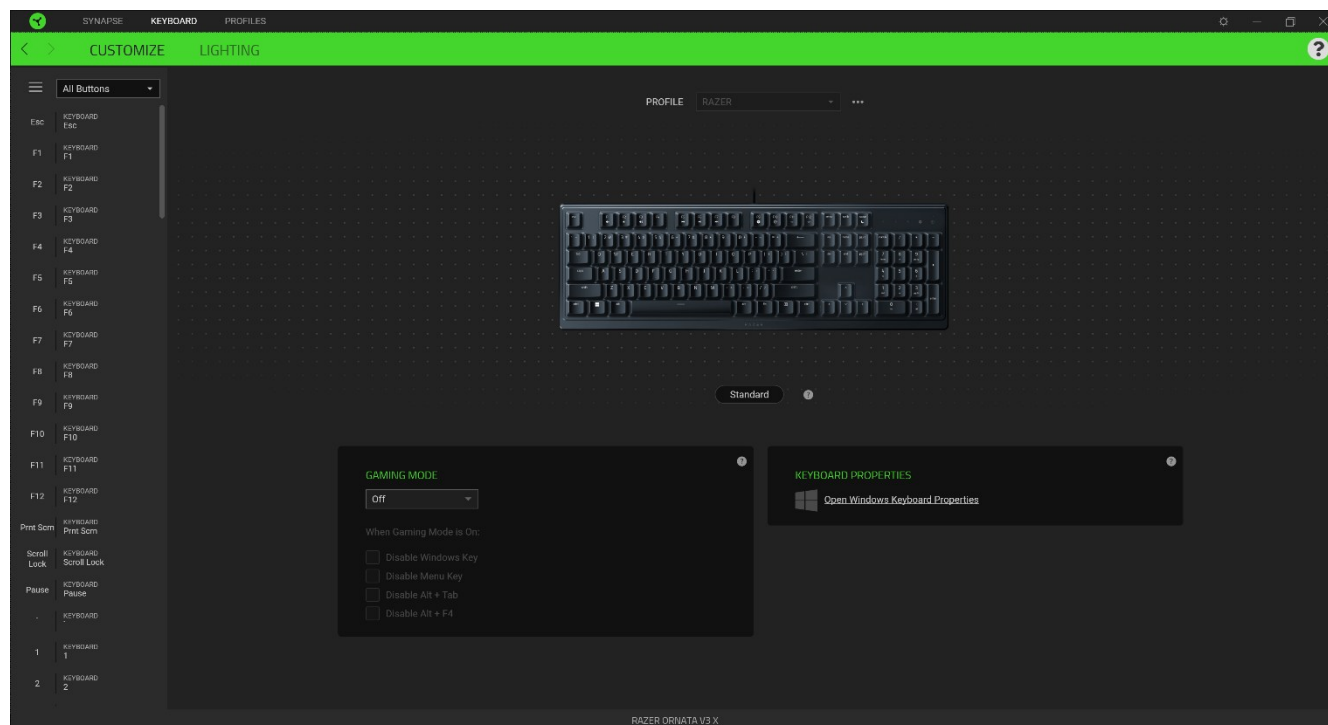 SYNAPSE KEYBOARD PROFILES
CUSTOMIZE LIGHTING
?
All Buttons
PROFILE RAZER
Esc KEYBOARD
Esc
F1 KEYBOARD
F1
F2 KEYBOARD
F2
F3 KEYBOARD
F3
F4 KEYBOARD
F4
F5 KEYBOARD
F5
F6 KEYBOARD
F6
F7 KEYBOARD
F7
F8 KEYBOARD
F8
F9 KEYBOARD
F9
F10 KEYBOARD
F10
F11 KEYBOARD
F11
F12 KEYBOARD
F12
Prnt Scrn KEYBOARD
Prnt Scrn
Scroll Lock KEYBOARD
Scroll Lock
Pause KEYBOARD
Pause
` KEYBOARD
`
1 KEYBOARD
1
2 KEYBOARD
2
Standard ?
GAMING MODE ?
Off
When Gaming Mode is On:
Disable Windows Key
Disable Menu Key
Disable Alt + Tab
Disable Alt + F4
KEYBOARD PROPERTIES ?
Open Windows Keyboard Properties
RAZER ORNATA V3 X